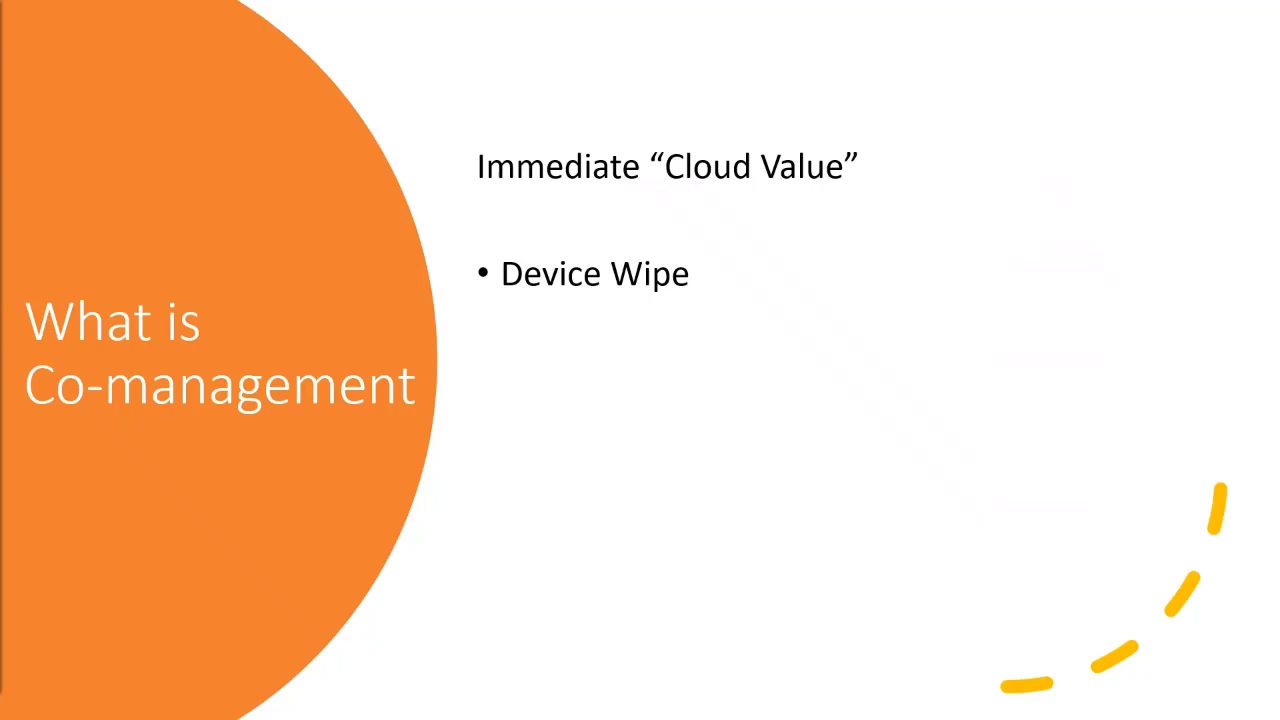 What is
Co-management
Immediate “Cloud Value”
• Device Wipe